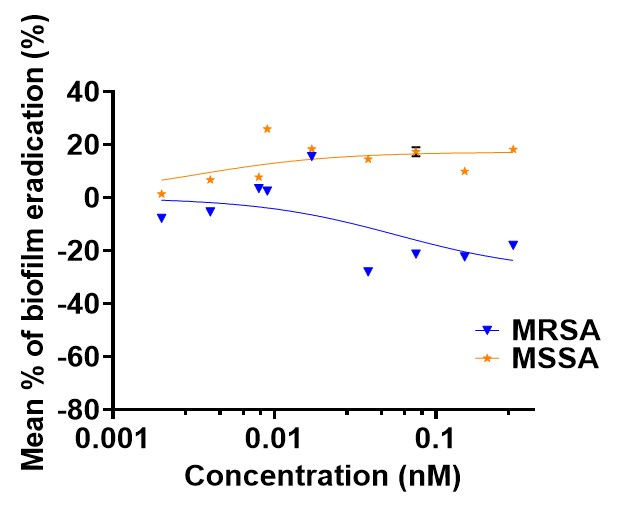 Mean % of biofilm eradication (%)
40
20
0
-20
-40
-60
-80
0.001
0.01
0.1
Concentration (nM)
MRSA
MSSA